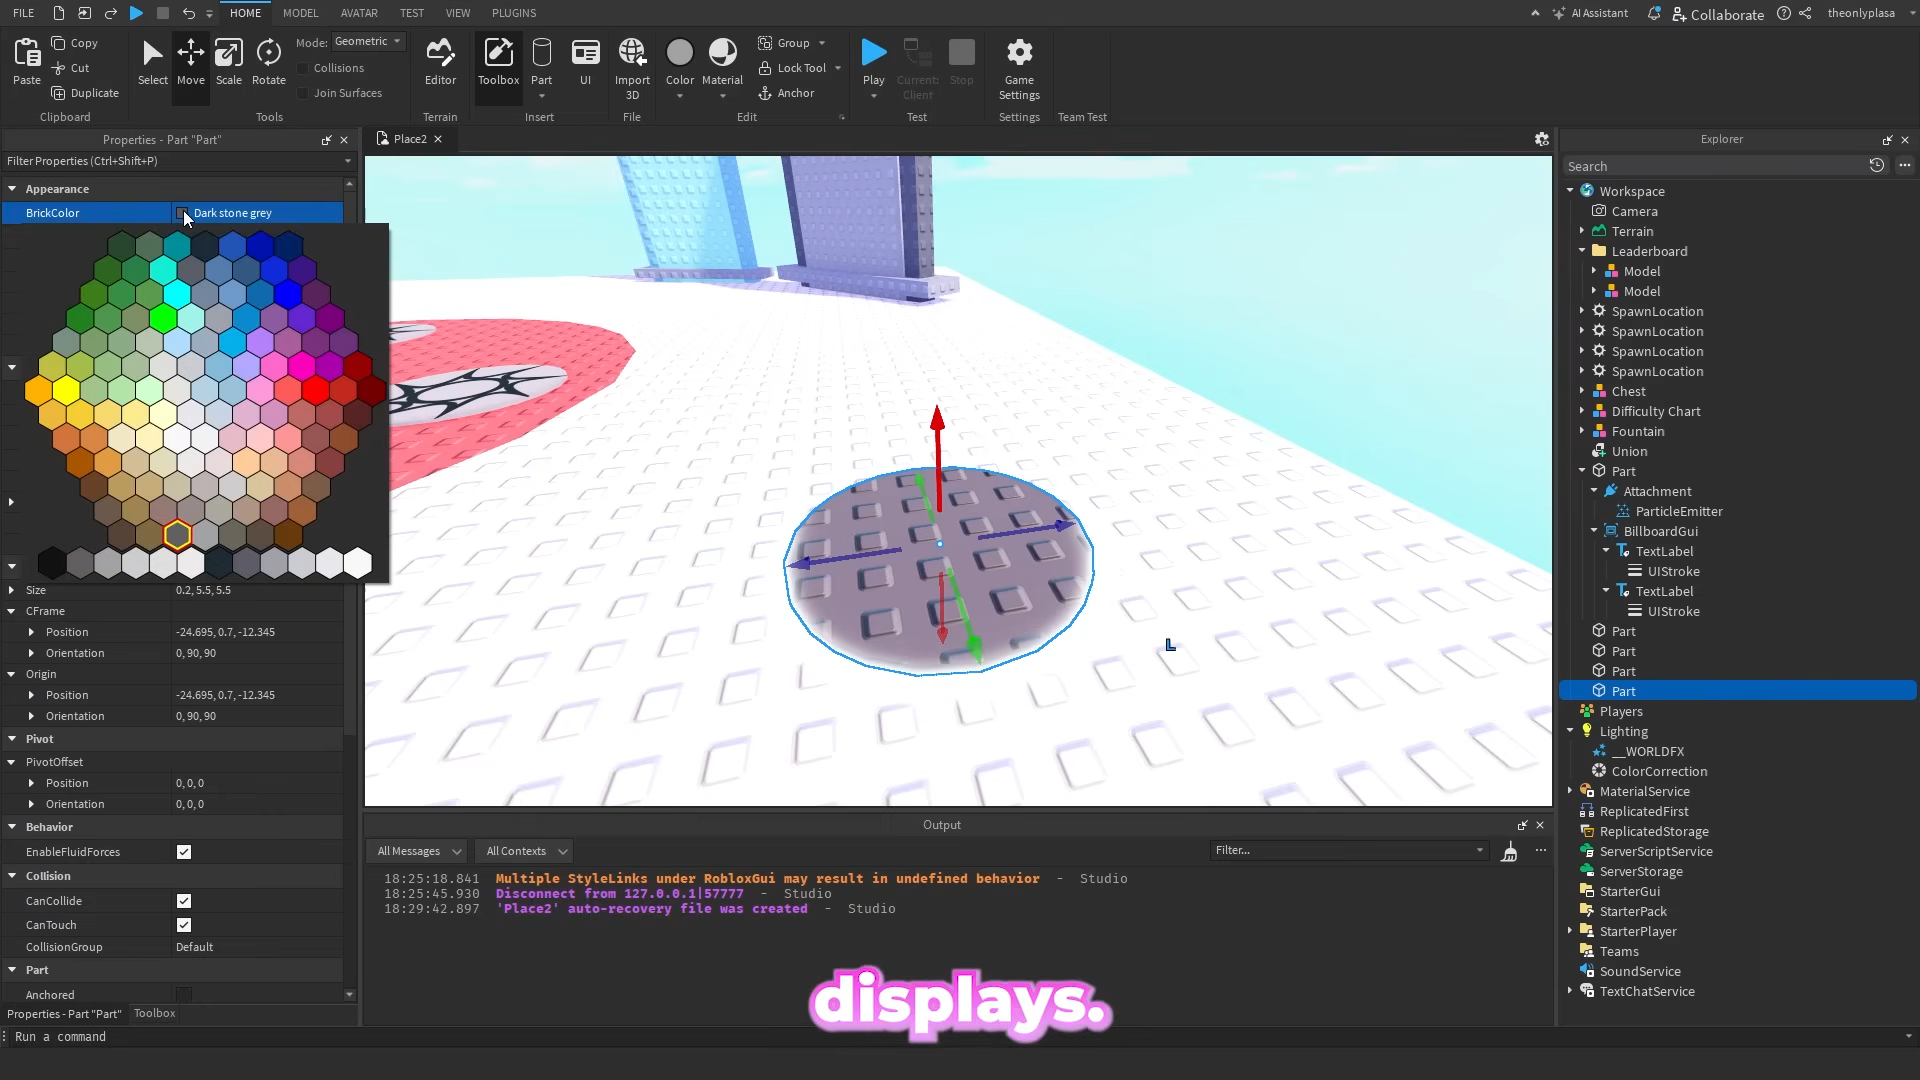 FILE
HOME
MODEL
AVATAR
TEST
VIEW
PLUGINS
AI Assistant
Collaborate
theonlyplasa
Paste
Copy
Cut
Duplicate
Clipboard
Select
Move
Scale
Rotate
Mode: Geometric
Collisions
Join Surfaces
Tools
Editor
Terrain
Toolbox
Part
UI
Insert
Import
3D
File
Color
Material
Group
Lock Tool
Anchor
Edit
Play
Current:
Client
Stop
Test
Game
Settings
Settings
Team Test
Properties - Part "Part"
Filter Properties (Ctrl+Shift+P)
Appearance
BrickColor Dark stone grey
Size 0.2, 5.5, 5.5
CFrame
Position -24.695, 0.7, -12.345
Orientation 0, 90, 90
Origin
Position -24.695, 0.7, -12.345
Orientation 0, 90, 90
Pivot
PivotOffset
Position 0, 0, 0
Orientation 0, 0, 0
Behavior
EnableFluidForces
Collision
CanCollide
CanTouch
CollisionGroup Default
Part
Anchored
Properties - Part "Part"
Toolbox
Run a command
Place2
L
Output
All Messages
All Contexts
Filter...
18:25:18.841 Multiple StyleLinks under RobloxGui may result in undefined behavior - Studio
18:25:45.930 Disconnect from 127.0.0.1|57777 - Studio
18:29:42.897 'Place2' auto-recovery file was created - Studio
displays.
Explorer
Search
Workspace
Camera
Terrain
Leaderboard
Model
Model
SpawnLocation
SpawnLocation
SpawnLocation
SpawnLocation
Chest
Difficulty Chart
Fountain
Union
Part
Attachment
ParticleEmitter
BillboardGui
TextLabel
UIStroke
TextLabel
UIStroke
Part
Part
Part
Part
Players
Lighting
__WORLDFX
ColorCorrection
MaterialService
ReplicatedFirst
ReplicatedStorage
ServerScriptService
ServerStorage
StarterGui
StarterPack
StarterPlayer
Teams
SoundService
TextChatService